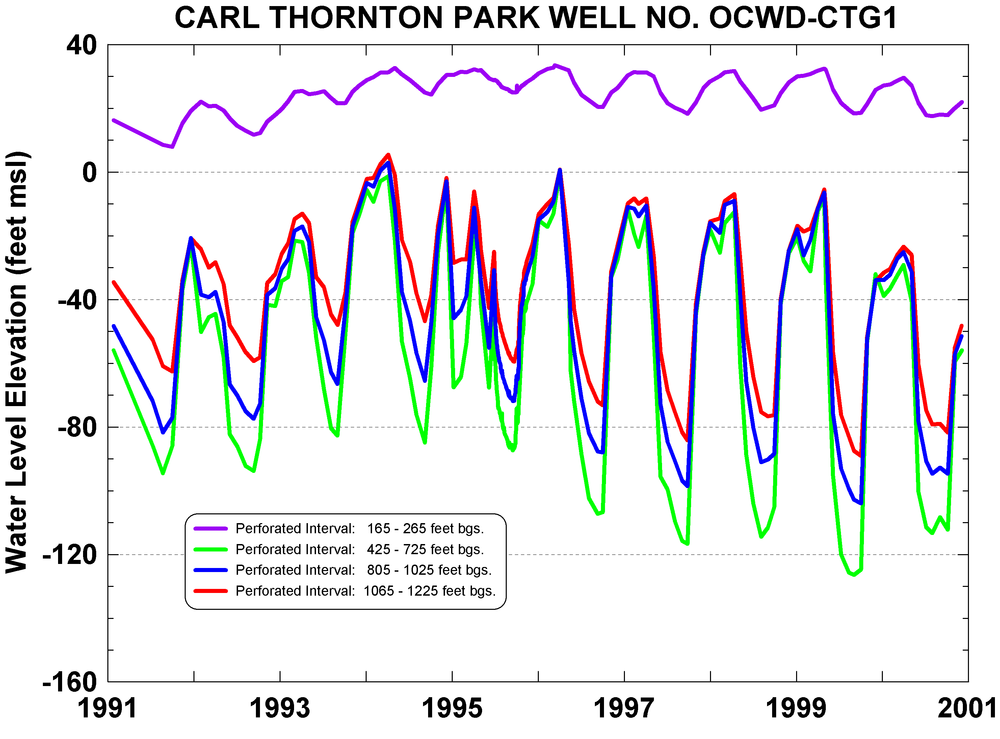 CARL THORNTON PARK WELL NO. OCWD-CTG1
Water Level Elevation (feet msl)
40
0
-40
-80
-120
-160
Perforated Interval: 165 - 265 feet bgs.
Perforated Interval: 425 - 725 feet bgs.
Perforated Interval: 805 - 1025 feet bgs.
Perforated Interval: 1065 - 1225 feet bgs.
1991 1993 1995 1997 1999 2001